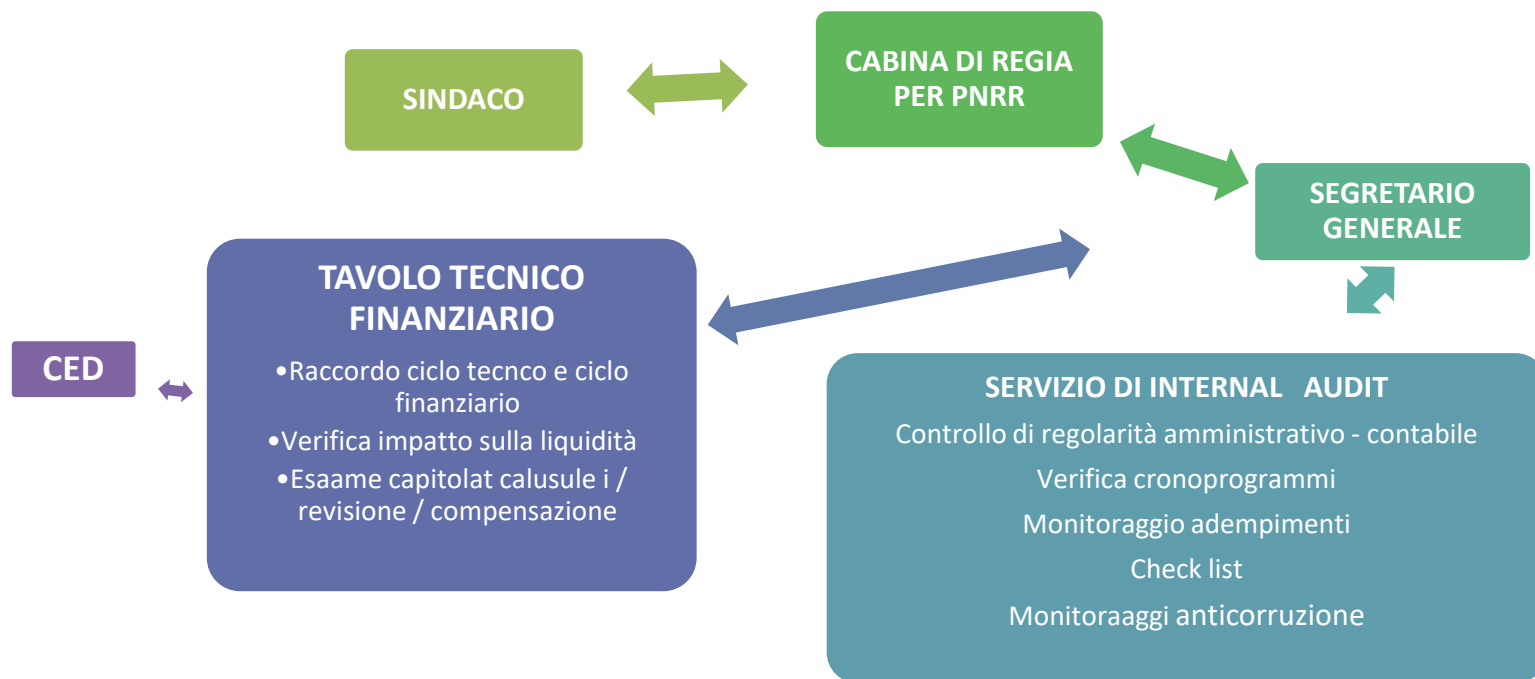 SINDACO
CABINA DI REGIA
PER PNRR
SEGRETARIO
GENERALE
TAVOLO TECNICO
FINANZIARIO
•Raccordo ciclo tecnco e ciclo
finanziario
•Verifica impatto sulla liquidità
•Esaame capitolat calusule i /
revisione / compensazione
CED
SERVIZIO DI INTERNAL AUDIT
Controllo di regolarità amministrativo - contabile
Verifica cronoprogrammi
Monitoraggio adempimenti
Check list
Monitoraaggi anticorruzione